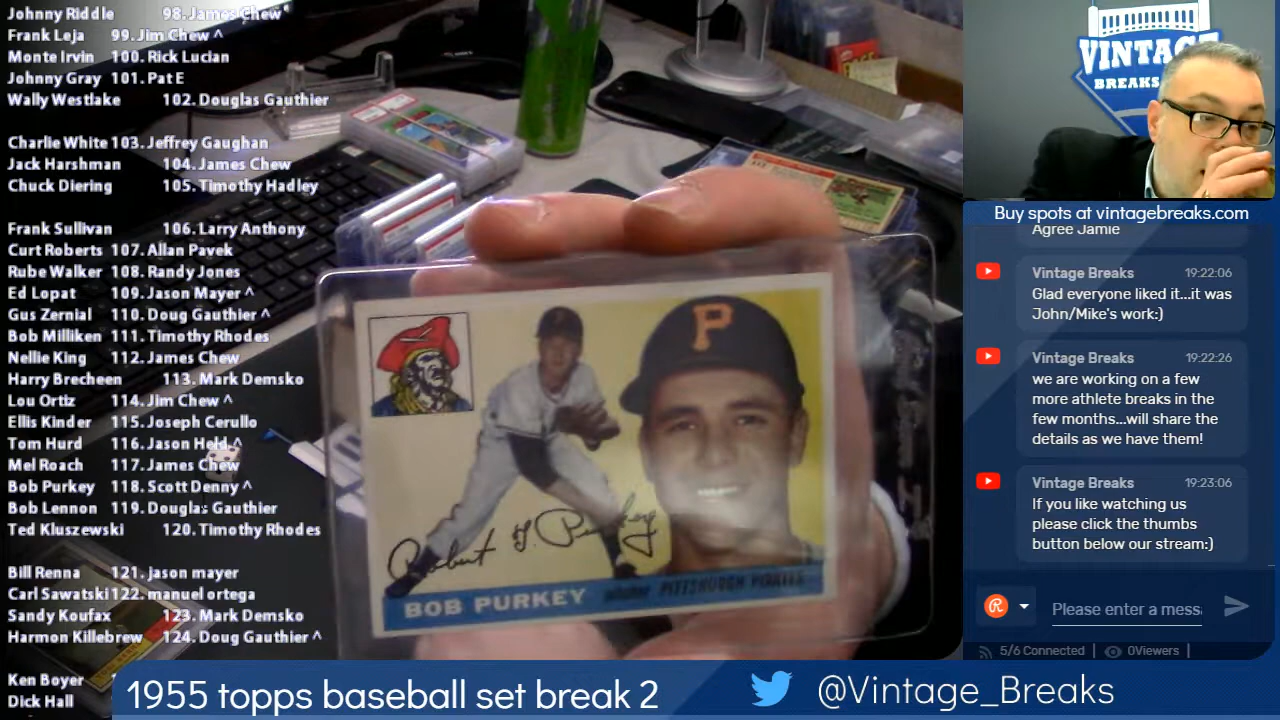 Johnny Riddle 98. James Chew^
Frank Leja 99. Jim Chew ^
Monte Irvin 100. Rick Lucian
Johnny Gray 101. Pat E
Wally Westlake 102. Douglas Gauthier
Charlie White 103. Jeffrey Gaughan
Jack Harshman 104. James Chew
Chuck Diering 105. Timothy Hadley
Frank Sullivan 106. Larry Anthony
Curt Roberts 107. Allan Pavek
Rube Walker 108. Randy Jones
Ed Lopat 109. Jason Mayer ^
Gus Zernial 110. Doug Gauthier ^
Bob Milliken 111. Timothy Rhodes
Nellie King 112. James Chew
Harry Brecheen 113. Mark Demsko
Lou Ortiz 114. Jim Chew ^
Ellis Kinder 115. Joseph Cerullo
Tom Hurd 116. Jason Held ^
Mel Roach 117. James Chew
Bob Purkey 118. Scott Denny ^
Bob Lennon 119. Douglas Gauthier
Ted Kluszewski 120. Timothy Rhodes
Bill Renna 121. jason mayer
Carl Sawatski 122. manuel ortega
Sandy Koufax 123. Mark Demsko
Harmon Killebrew 124. Doug Gauthier ^
Ken Boyer
Dick Hall
P
Robert T. Purkey
BOB PURKEY pitcher PITTSBURGH PIRATES
VINTAGE
BREAKS
Buy spots at vintagebreaks.com
Agree Jamie
Vintage Breaks 19:22:06
Glad everyone liked it...it was
John/Mike's work:)
Vintage Breaks 19:22:26
we are working on a few
more athlete breaks in the
few months...will share the
details as we have them!
Vintage Breaks 19:23:06
If you like watching us
please click the thumbs
button below our stream:)
Please enter a messa
5/6 Connected | 0Viewers |
1955 topps baseball set break 2
@Vintage_Breaks